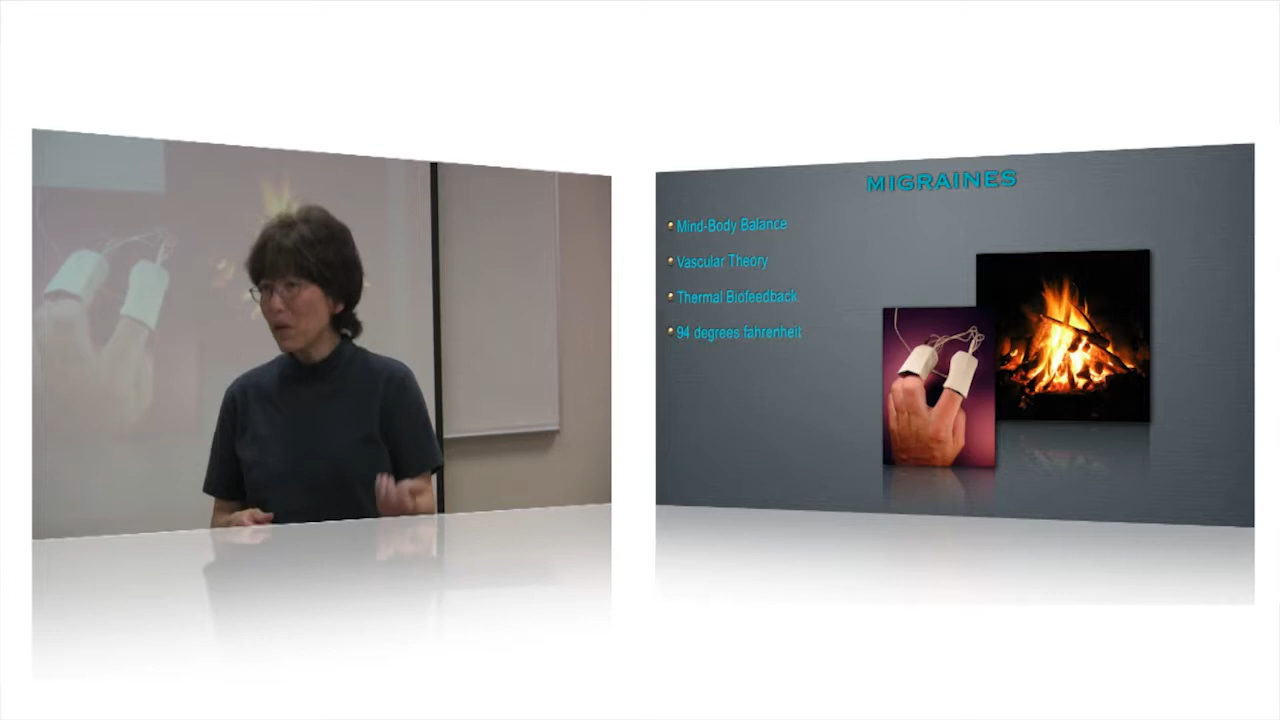 MIGRAINES
Mind-Body Balance
Vascular Theory
Thermal Biofeedback
94 degrees fahrenheit